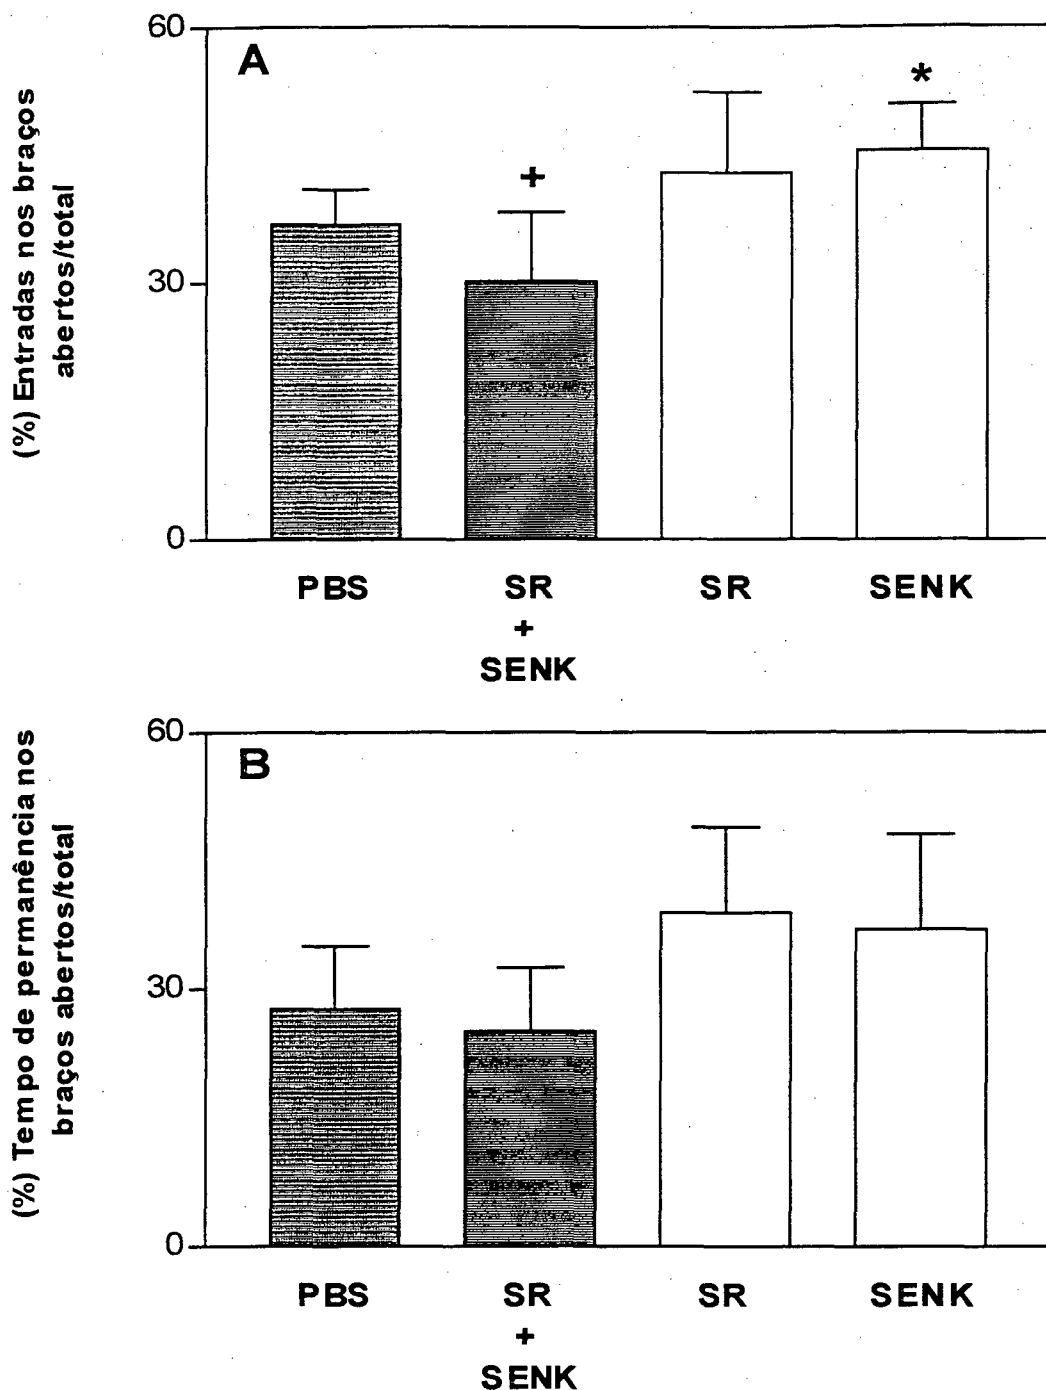 60
A
*
+
30
0
(%) Entradas nos braços
abertos/total
PBS
SR
+
SENK
SR
SENK
60
B
30
0
(%) Tempo de permanência nos
braços abertos/total
PBS
SR
+
SENK
SR
SENK